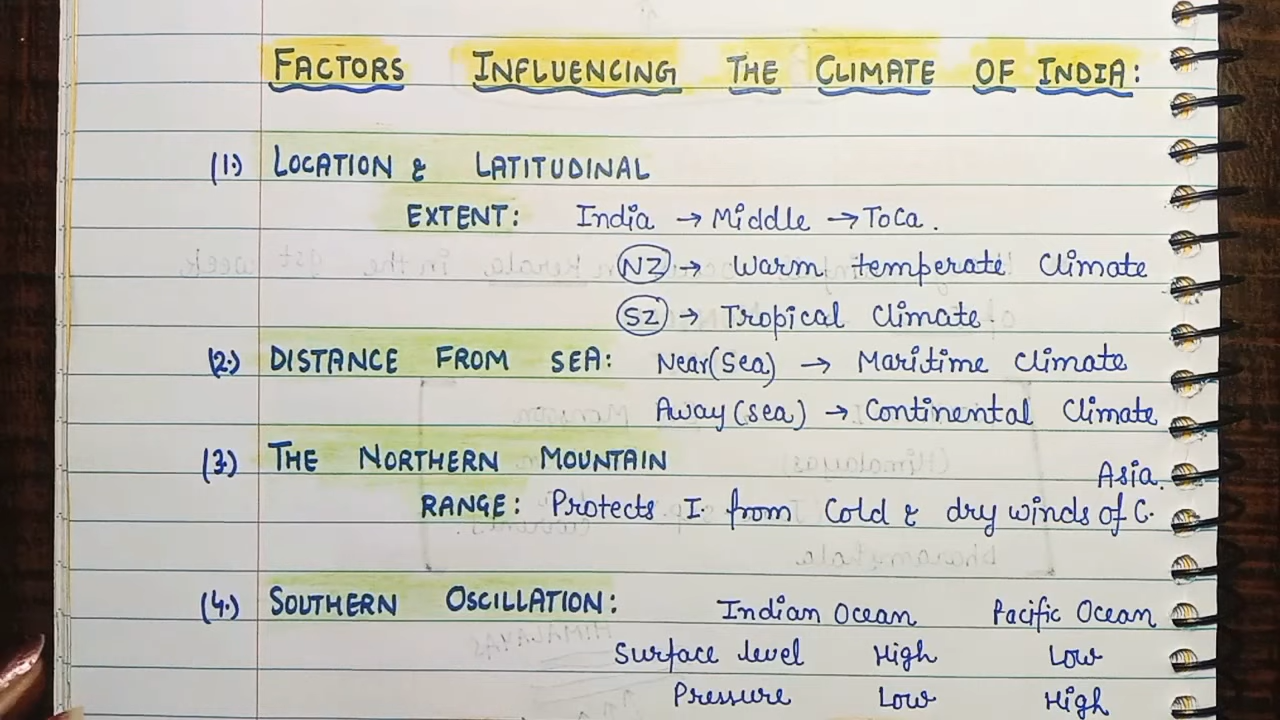 FACTORS INFLUENCING THE CLIMATE OF INDIA:
(1.) LOCATION & LATITUDINAL
EXTENT: India → Middle → ToCa.
NZ → Warm temperate Climate
SZ → Tropical Climate.
(2.) DISTANCE FROM SEA: Near(Sea) → Maritime Climate
Away(sea) → Continental Climate
(3.) THE NORTHERN MOUNTAIN
Asia.
RANGE: Protects I. from Cold & dry winds of C.
(4.) SOUTHERN OSCILLATION: Indian Ocean Pacific Ocean
Surface level High Low
Pressure Low High